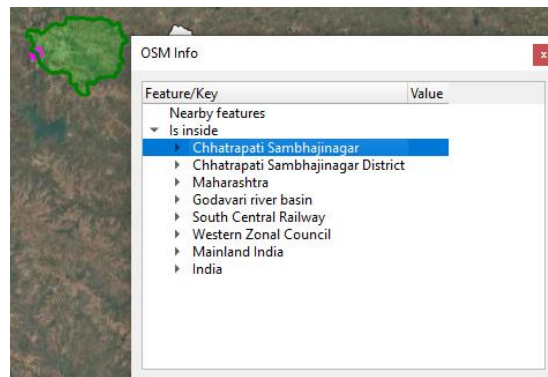 OSM Info
x
Feature/Key Value
Nearby features
Is inside
Chhatrapati Sambhajinagar
Chhatrapati Sambhajinagar District
Maharashtra
Godavari river basin
South Central Railway
Western Zonal Council
Mainland India
India